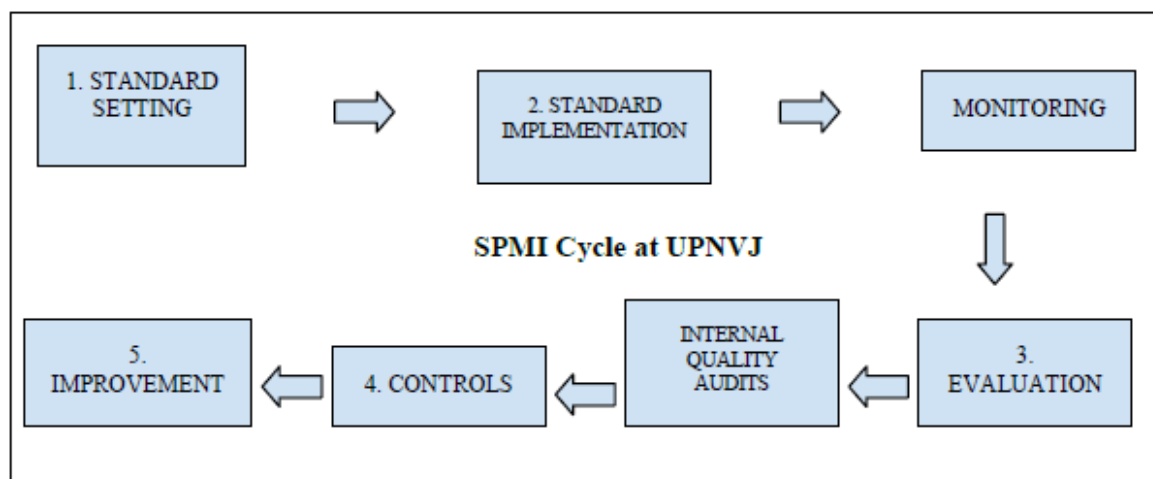 1. STANDARD
SETTING
2. STANDARD
IMPLEMENTATION
MONITORING
SPMI Cycle at UPNVJ
5.
IMPROVEMENT
4. CONTROLS
INTERNAL
QUALITY
AUDITS
3.
EVALUATION